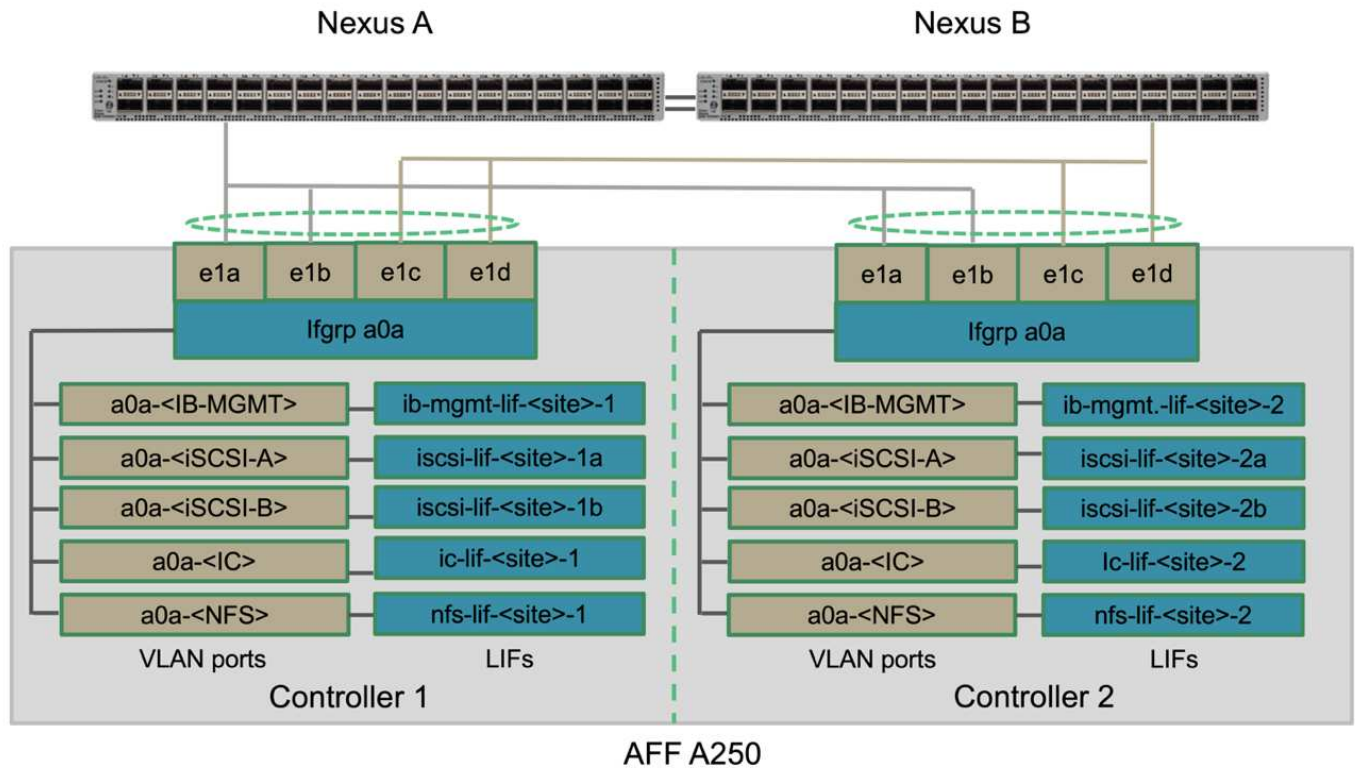 Nexus A
Nexus B
e1a e1b e1c e1d
Ifgrp a0a
a0a-<IB-MGMT> ib-mgmt-lif-<site>-1
a0a-<iSCSI-A> iscsi-lif-<site>-1a
a0a-<iSCSI-B> iscsi-lif-<site>-1b
a0a-<IC> ic-lif-<site>-1
a0a-<NFS> nfs-lif-<site>-1
VLAN ports LIFs
Controller 1
e1a e1b e1c e1d
Ifgrp a0a
a0a-<IB-MGMT> ib-mgmt.-lif-<site>-2
a0a-<iSCSI-A> iscsi-lif-<site>-2a
a0a-<iSCSI-B> iscsi-lif-<site>-2b
a0a-<IC> Ic-lif-<site>-2
a0a-<NFS> nfs-lif-<site>-2
VLAN ports LIFs
Controller 2
AFF A250